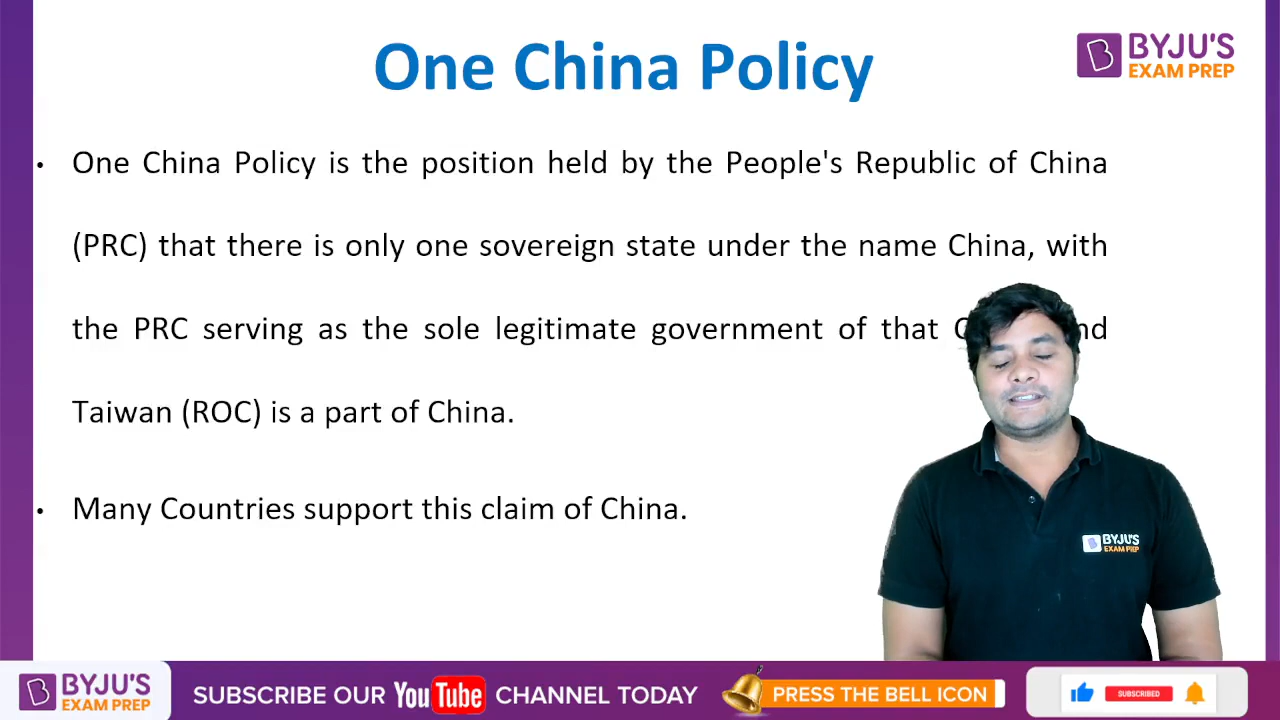 One China Policy
BYJU'S
EXAM PREP
• One China Policy is the position held by the People's Republic of China
(PRC) that there is only one sovereign state under the name China, with
the PRC serving as the sole legitimate government of that
Taiwan (ROC) is a part of China.
• Many Countries support this claim of China.
BYJU'S
EXAM PREP
BYJU'S
EXAM PREP
SUBSCRIBE OUR YouTube CHANNEL TODAY
PRESS THE BELL ICON
SUBSCRIBED